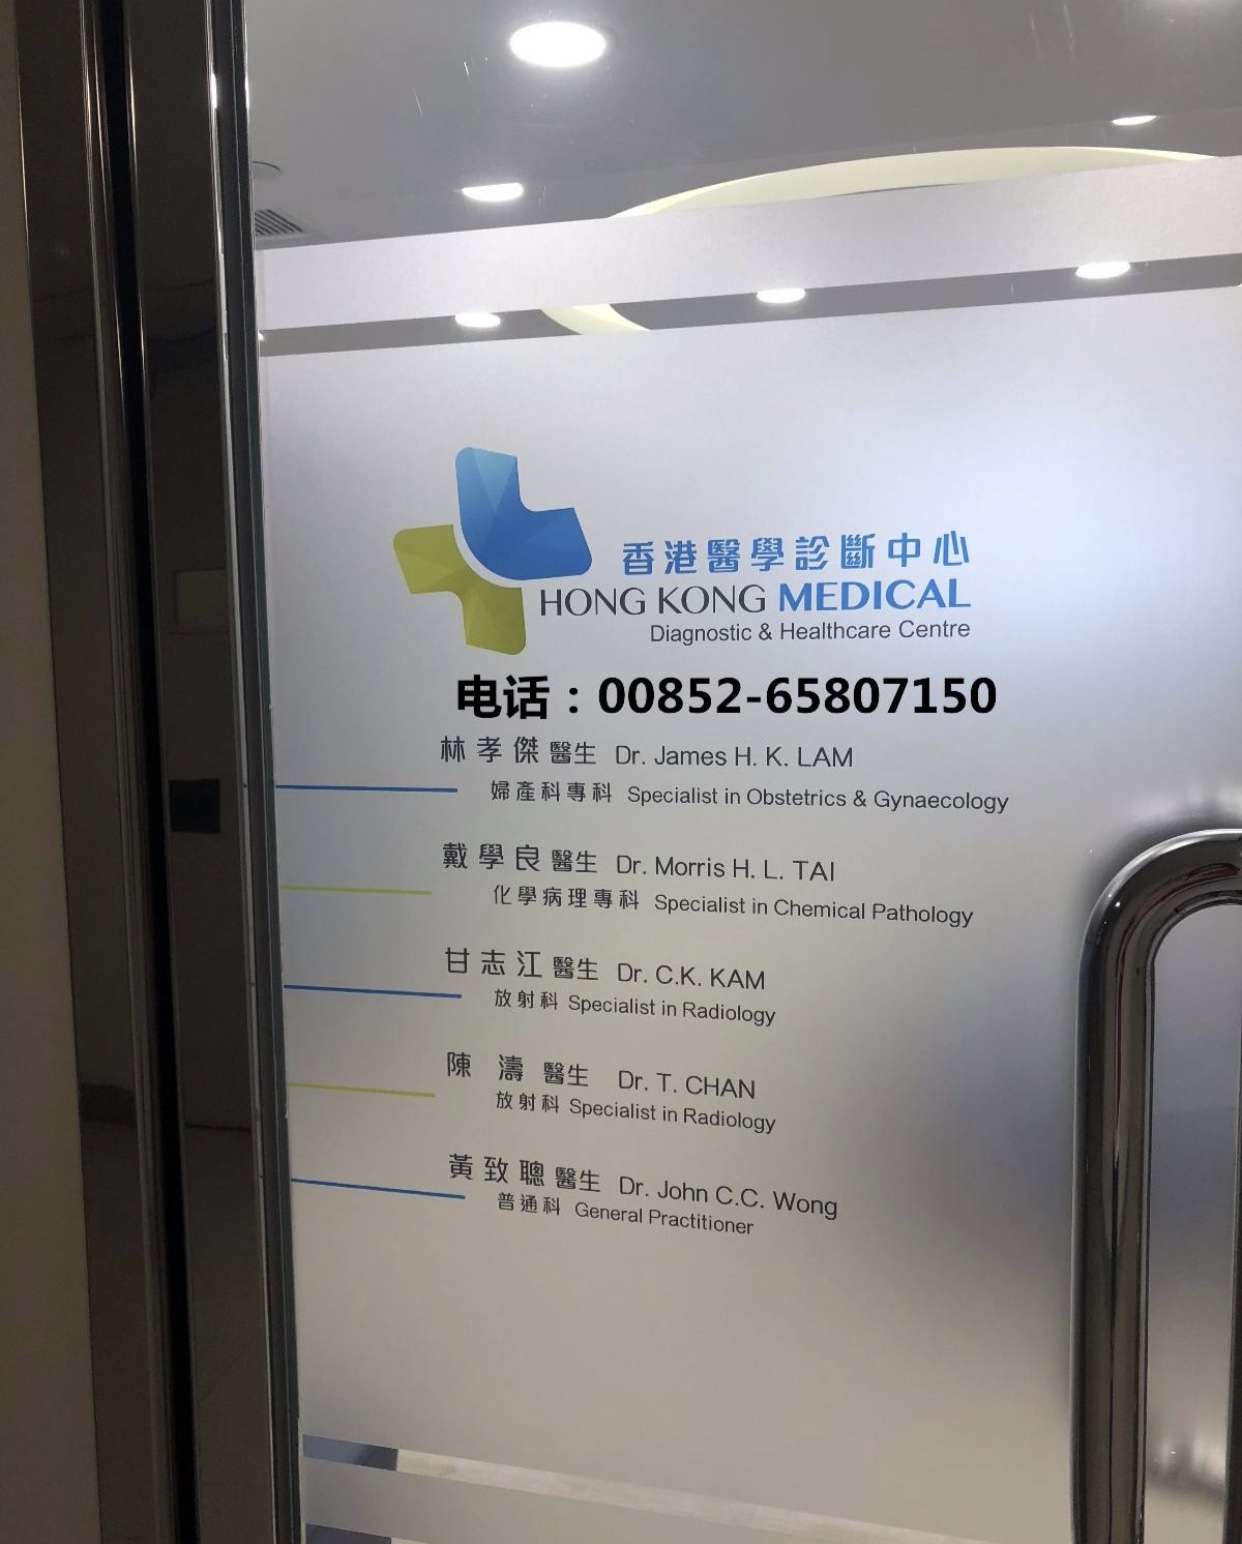 香港醫學診斷中心
HONG KONG MEDICAL
Diagnostic & Healthcare Centre
电话：00852-65807150
林孝傑醫生 Dr. James H. K. LAM
婦產科專科 Specialist in Obstetrics & Gynaecology
戴學良醫生 Dr. Morris H. L. TAI
化學病理專科 Specialist in Chemical Pathology
甘志江醫生 Dr. C.K. KAM
放射科 Specialist in Radiology
陳濤醫生 Dr. T. CHAN
放射科 Specialist in Radiology
黃致聰醫生 Dr. John C.C. Wong
普通科 General Practitioner